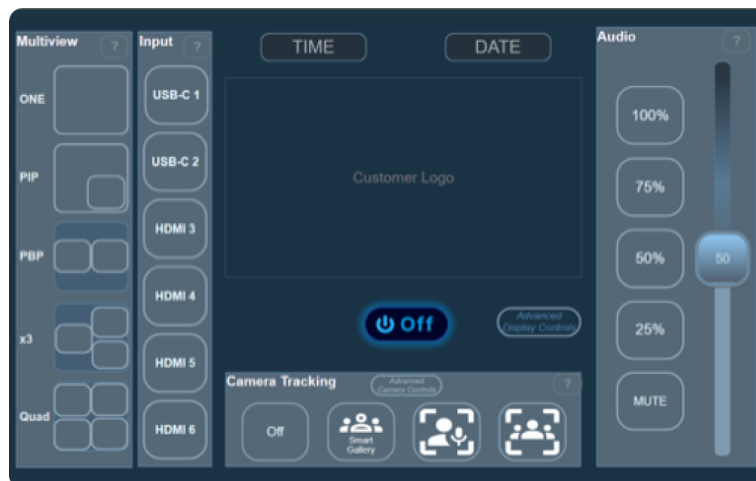 Multiview ?
ONE
PIP
PBP
x3
Quad
Input ?
USB-C 1
USB-C 2
HDMI 3
HDMI 4
HDMI 5
HDMI 6
TIME
DATE
Customer Logo
Off
Advanced
Display Controls
Camera Tracking
Advanced
Camera Controls
?
Off
Smart
Gallery
Audio ?
100%
75%
50%
25%
MUTE
50